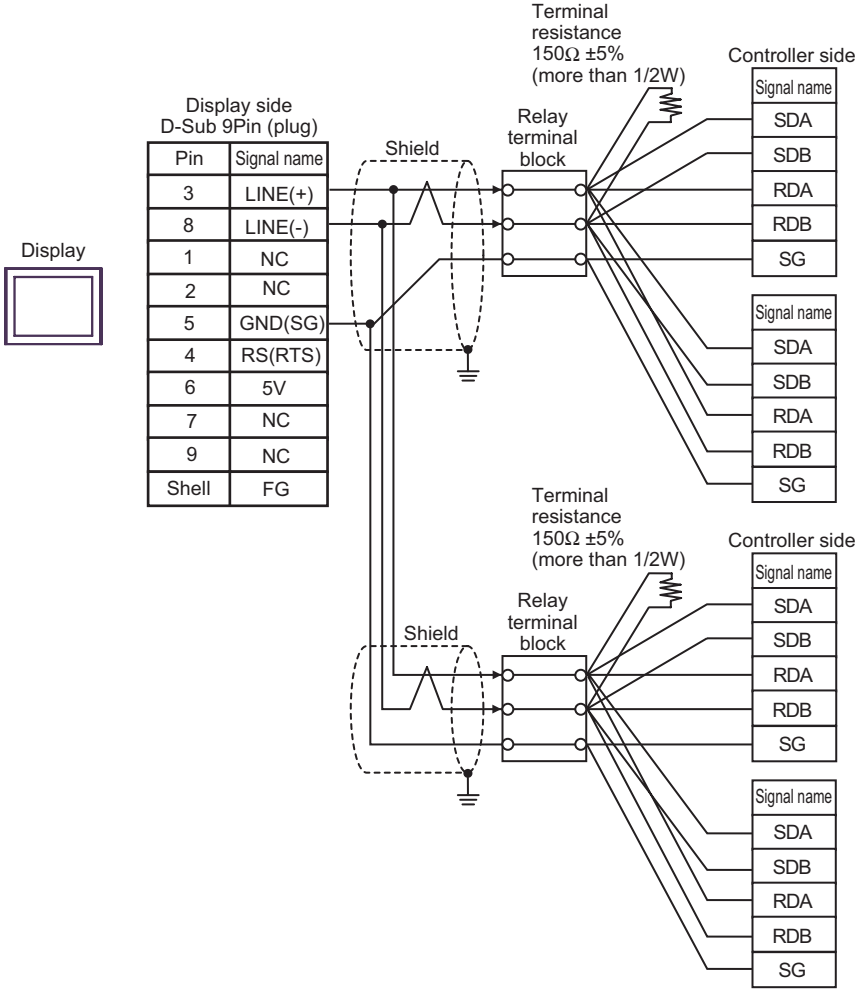 Terminal
resistance
150Ω ±5%
(more than 1/2W)
Controller side
Signal name
SDA
SDB
RDA
RDB
SG
Display side
D-Sub 9Pin (plug)
Pin Signal name
3 LINE(+)
8 LINE(-)
1 NC
2 NC
5 GND(SG)
4 RS(RTS)
6 5V
7 NC
9 NC
Shell FG
Display
Shield
Relay
terminal
block
Signal name
SDA
SDB
RDA
RDB
SG
Terminal
resistance
150Ω ±5%
(more than 1/2W)
Controller side
Shield
Relay
terminal
block
Signal name
SDA
SDB
RDA
RDB
SG
Signal name
SDA
SDB
RDA
RDB
SG